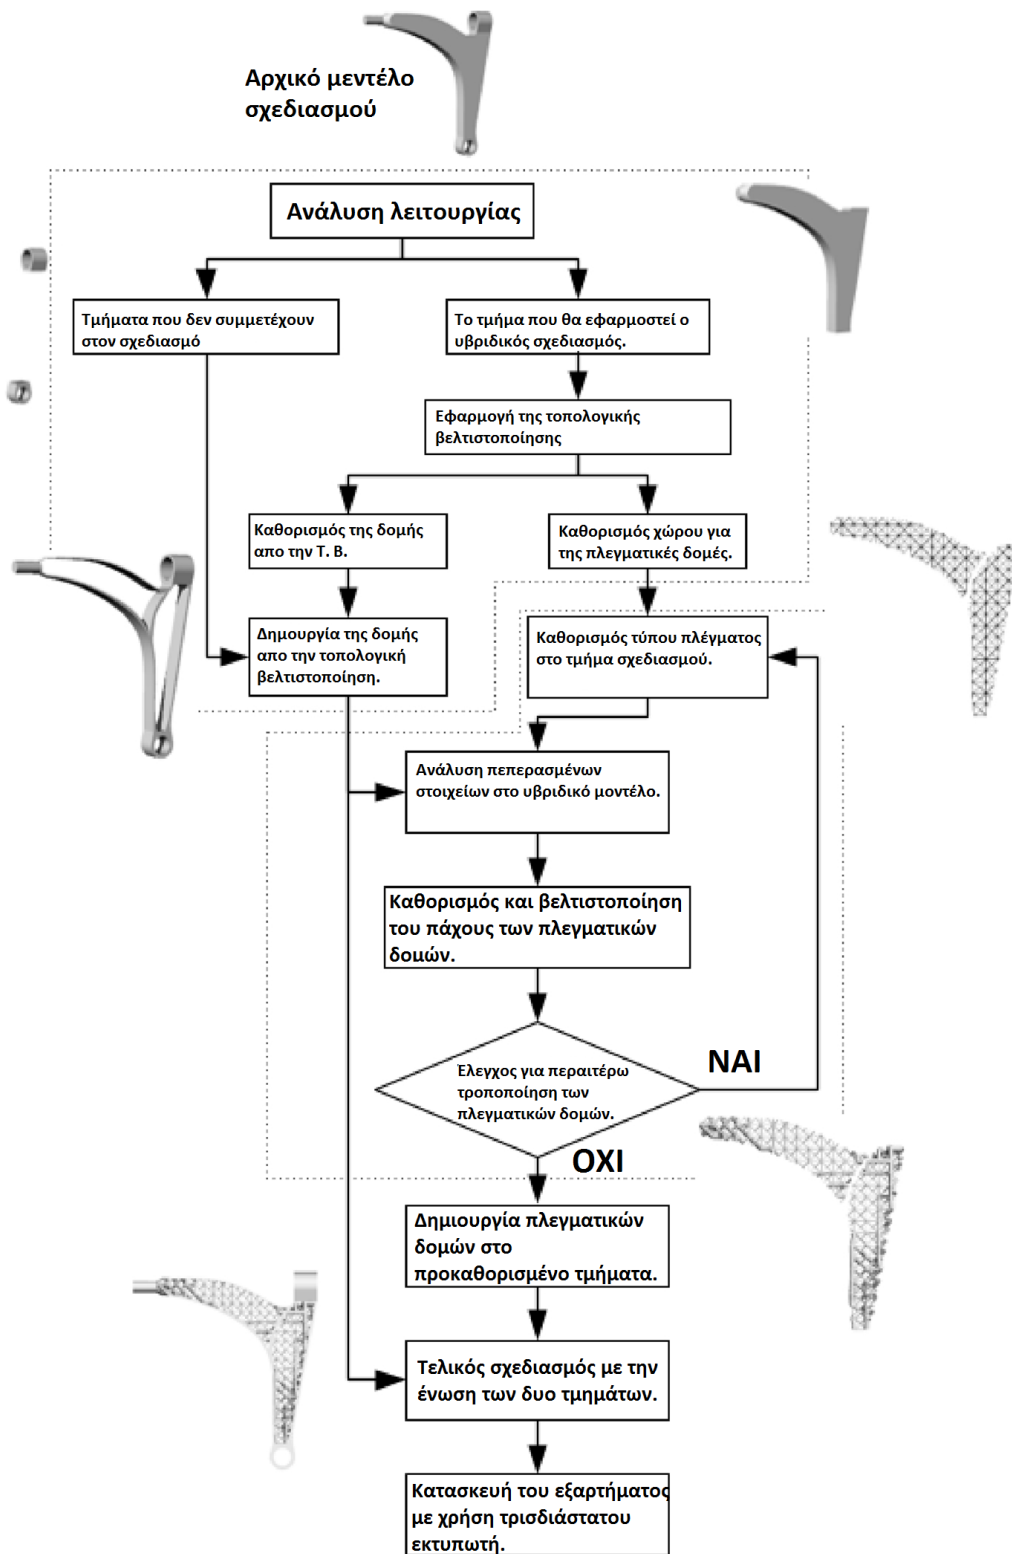 Αρχικό μεντέλο
σχεδιασμού
Ανάλυση λειτουργίας
Τμήματα που δεν συμμετέχουν
στον σχεδιασμό
Το τμήμα που θα εφαρμοστεί ο
υβριδικός σχεδιασμός.
Εφαρμογή της τοπολογικής
βελτιστοποίησης
Καθορισμός της δομής
απο την Τ. Β.
Καθορισμός χώρου για
της πλεγματικές δομές.
Δημουργία της δομής
απο την τοπολογική
βελτιστοποίηση.
Καθορισμός τύπου πλέγματος
στο τμήμα σχεδιασμού.
Ανάλυση πεπερασμένων
στοιχείων στο υβριδικό μοντέλο.
Καθορισμός και βελτιστοποίηση
του πάχους των πλεγματικών
δομών.
Έλεγχος για περαιτέρω
τροποποίηση των
πλεγματικών δομών.
ΝΑΙ
ΟΧΙ
Δημιουργία πλεγματικών
δομών στο
προκαθορισμένο τμήματα.
Τελικός σχεδιασμός με την
ένωση των δυο τμημάτων.
Κατασκευή του εξαρτήματος
με χρήση τρισδιάστατου
εκτυπωτή.